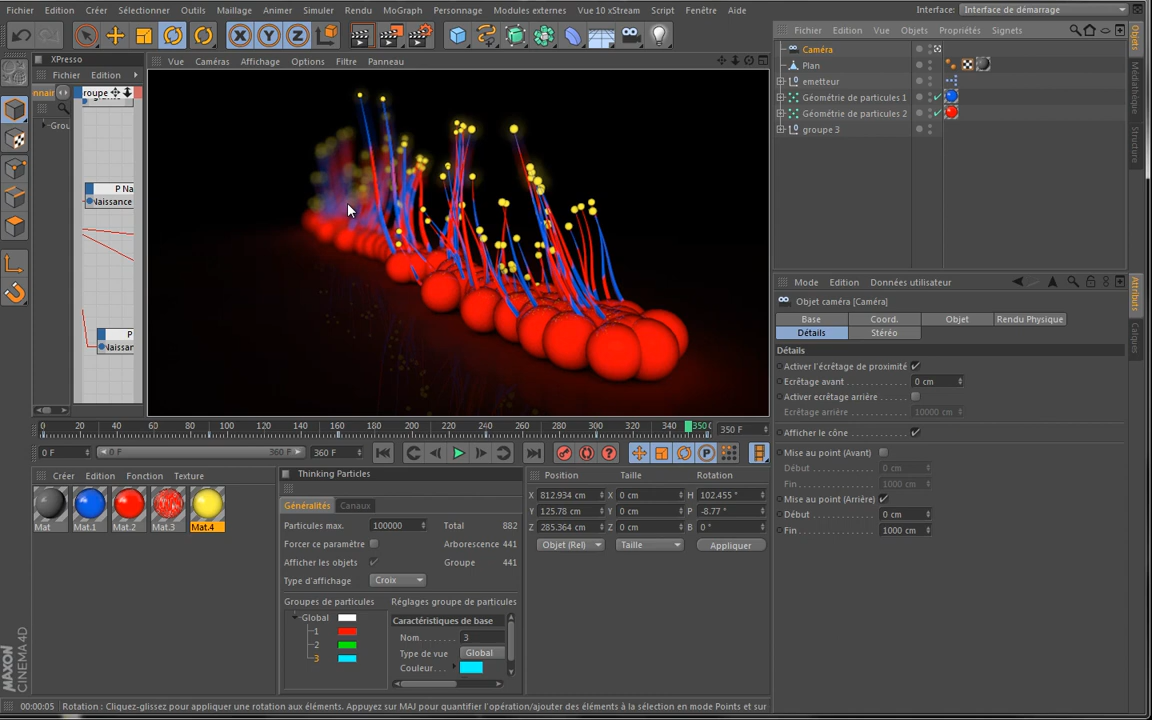 Fichier Edition Créer Sélectionner Outils Maillage Animer Simuler Rendu MoGraph Personnage Modules externes Vue 10 xStream Script Fenêtre Aide Interface: Interface de démarrage
X Y Z
XPresso
Fichier Edition
Vue Caméras Affichage Options Filtre Panneau
nnair roupe
Grou
P Na
Naissance
P
Naissan
Fichier Edition Vue Objets Propriétés Signets
Caméra
Plan
emetteur
Géométrie de particules 1
Géométrie de particules 2
groupe 3
Objets
Médiathèque
Structure
Mode Edition Données utilisateur
Objet caméra [Caméra]
Base Coord. Objet Rendu Physique
Détails Stéréo
Détails
Activer l'écrêtage de proximité
Ecrêtage avant 0 cm
Activer ecrêtage arrière
Ecrêtage arrière 10000 cm
Afficher le cône
Mise au point (Avant)
Début 0 cm
Fin 1000 cm
Mise au point (Arrière)
Début 0 cm
Fin 1000 cm
Attributs
Calques
0 20 40 60 80 100 120 140 160 180 200 220 240 260 280 300 320 350 350 F
0 F 0 F 360 F 360 F
P
Créer Edition Fonction Texture
Mat Mat.1 Mat.2 Mat.3 Mat.4
Thinking Particles
Généralités Canaux
Particules max. 100000 Total 882
Forcer ce paramètre Arborescence 441
Afficher les objets Groupe 441
Type d'affichage Croix
Groupes de particules Réglages groupe de particules
Global
1
2
3
Caractéristiques de base
Nom 3
Type de vue Global
Couleur
Position Taille Rotation
X 812.934 cm X 0 cm H 102.455 °
Y 125.78 cm Y 0 cm P -8.77 °
Z 285.364 cm Z 0 cm B 0 °
Objet (Rel) Taille Appliquer
MAXON CINEMA4D
00:00:05 Rotation : Cliquez-glissez pour appliquer une rotation aux éléments. Appuyez sur MAJ pour quantifier l'opération/ajouter des éléments à la sélection en mode Points et sur